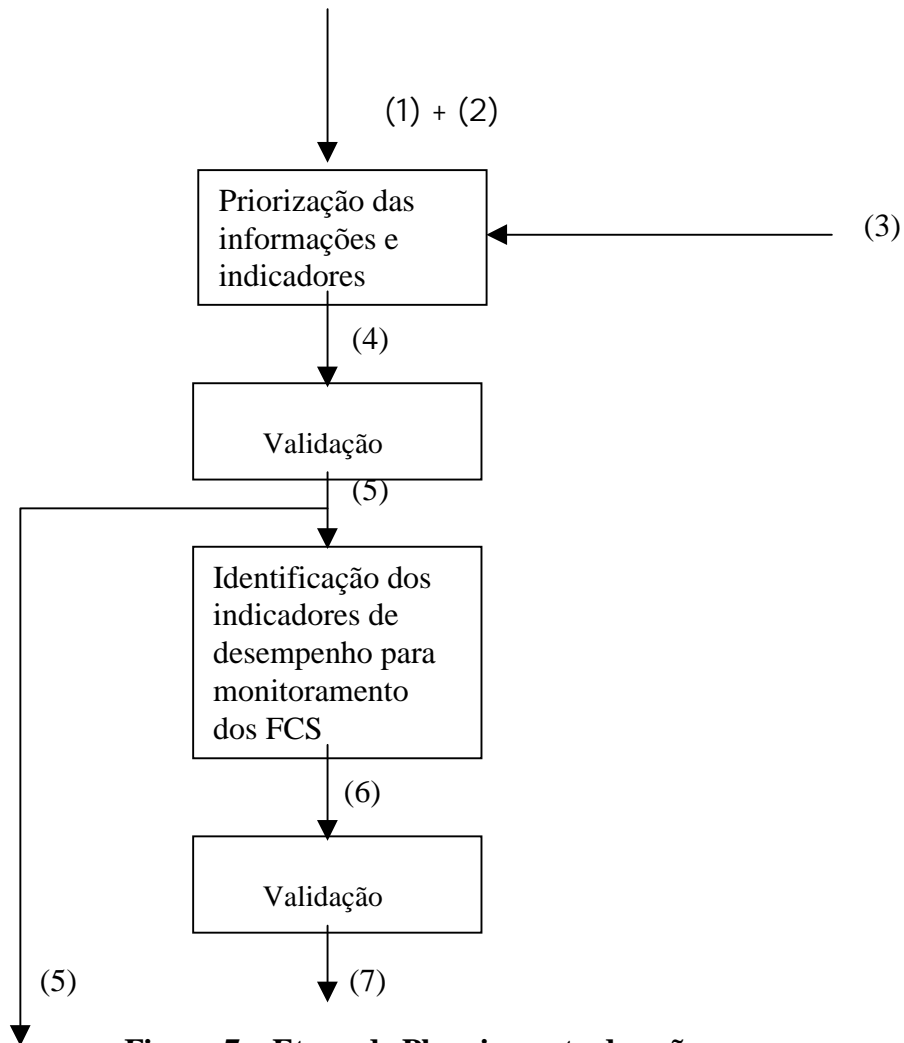 (1) + (2)
Priorização das
informações e
indicadores
(3)
(4)
Validação
(5)
Identificação dos
indicadores de
desempenho para
monitoramento
dos FCS
(6)
Validação
(5)
(7)